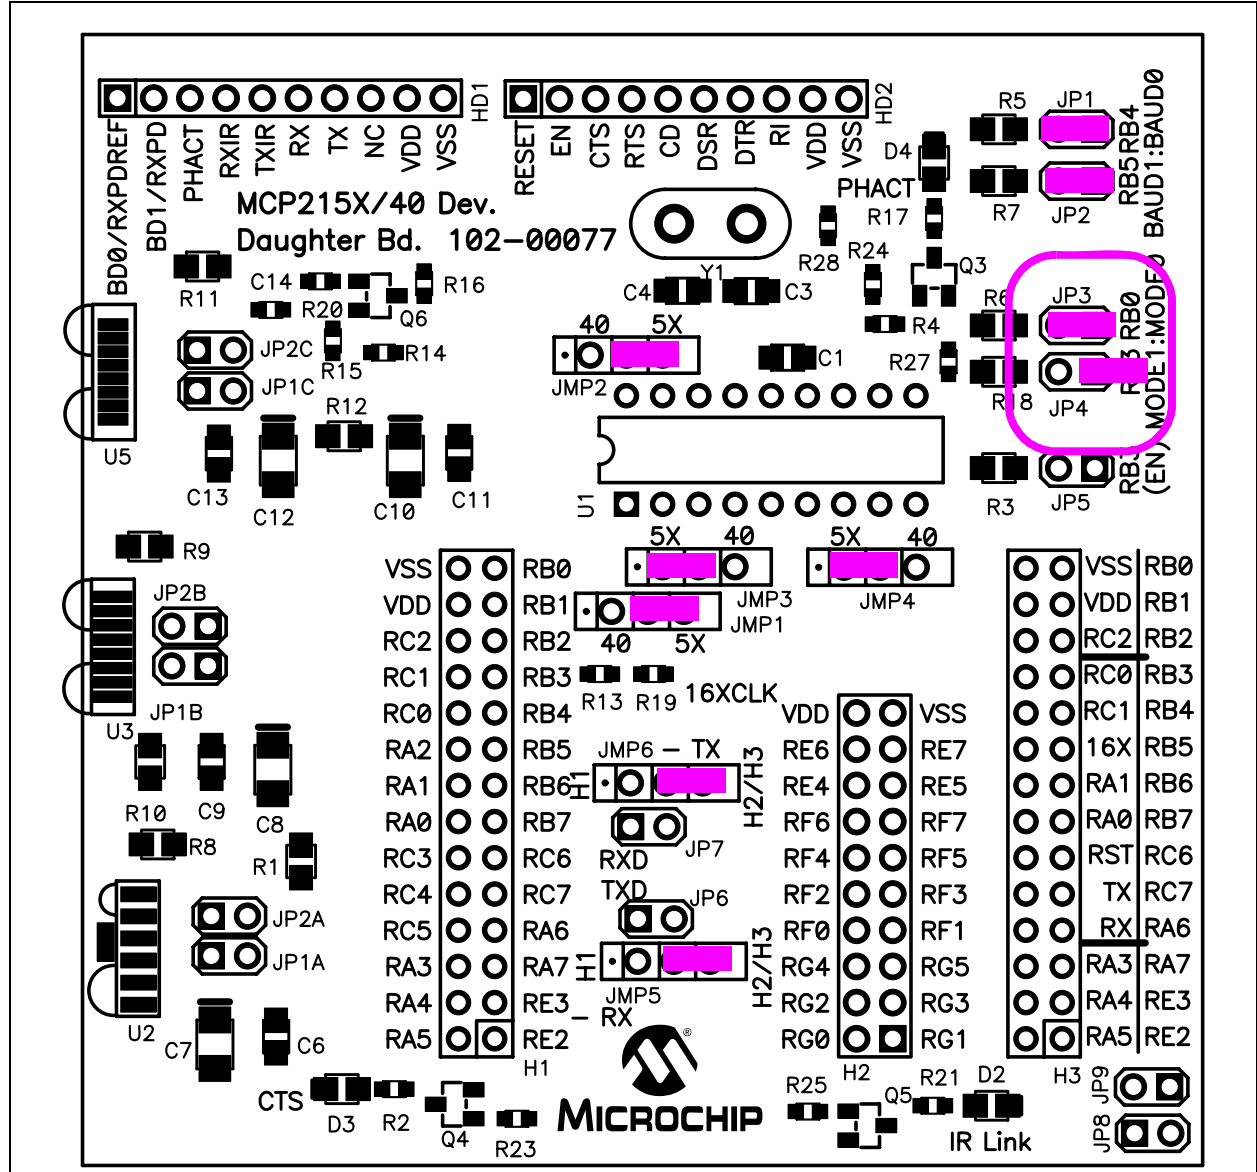 HD1
BD0/RXPDREF
BD1/RXPD
PHACT
RXIR
TXIR
RX
TX
NC
VDD
VSS
HD2
RESET
EN
CTS
RTS
CD
DSR
DTR
RI
VDD
VSS
MCP215X/40 Dev.
Daughter Bd. 102-00077
R5
JP1
RB4
R7
JP2
RB5
BAUD1:BAUD0
D4
PHACT
R17
R28
R24
Q3
R11
C14
R20
R16
Q6
R15
R14
C4
Y1
C3
R4
R6
JP3
RB0
R27
R18
JP4
RB3
(EN) MODE1:MODE0
40 5X
JMP2
C1
JP2C
JP1C
U5
R12
C13
C12
C10
C11
U1
R3
JP5
RB3
R9
5X 40
JMP3
5X 40
JMP4
JMP1
40 5X
R13
R19
16XCLK
JP2B
JP1B
U3
R10
C9
C8
R8
R1
VSS RB0
VDD RB1
RC2 RB2
RC1 RB3
RC0 RB4
RA2 RB5
RA1 RB6
RA0 RB7
RC3 RC6
RC4 RC7
RC5 RA6
RA3 RA7
RA4 RE3
RA5 RE2
H1
JMP6 - TX
H1
H2/H3
JP7
RXD
TXD
JP6
H1
H2/H3
JMP5
- RX
VDD VSS
RE6 RE7
RE4 RE5
RF6 RF7
RF4 RF5
RF2 RF3
RF0 RF1
RG4 RG5
RG2 RG3
RG0 RG1
H2
VSS RB0
VDD RB1
RC2 RB2
RC0 RB3
RC1 RB4
16X RB5
RA1 RB6
RA0 RB7
RST RC6
TX RC7
RX RA6
RA3 RA7
RA4 RE3
RA5 RE2
H3
JP2A
JP1A
U2
C7
C6
CTS
D3
R2
Q4
R23
®
MICROCHIP
R25
Q5
R21
D2
IR Link
JP9
JP8